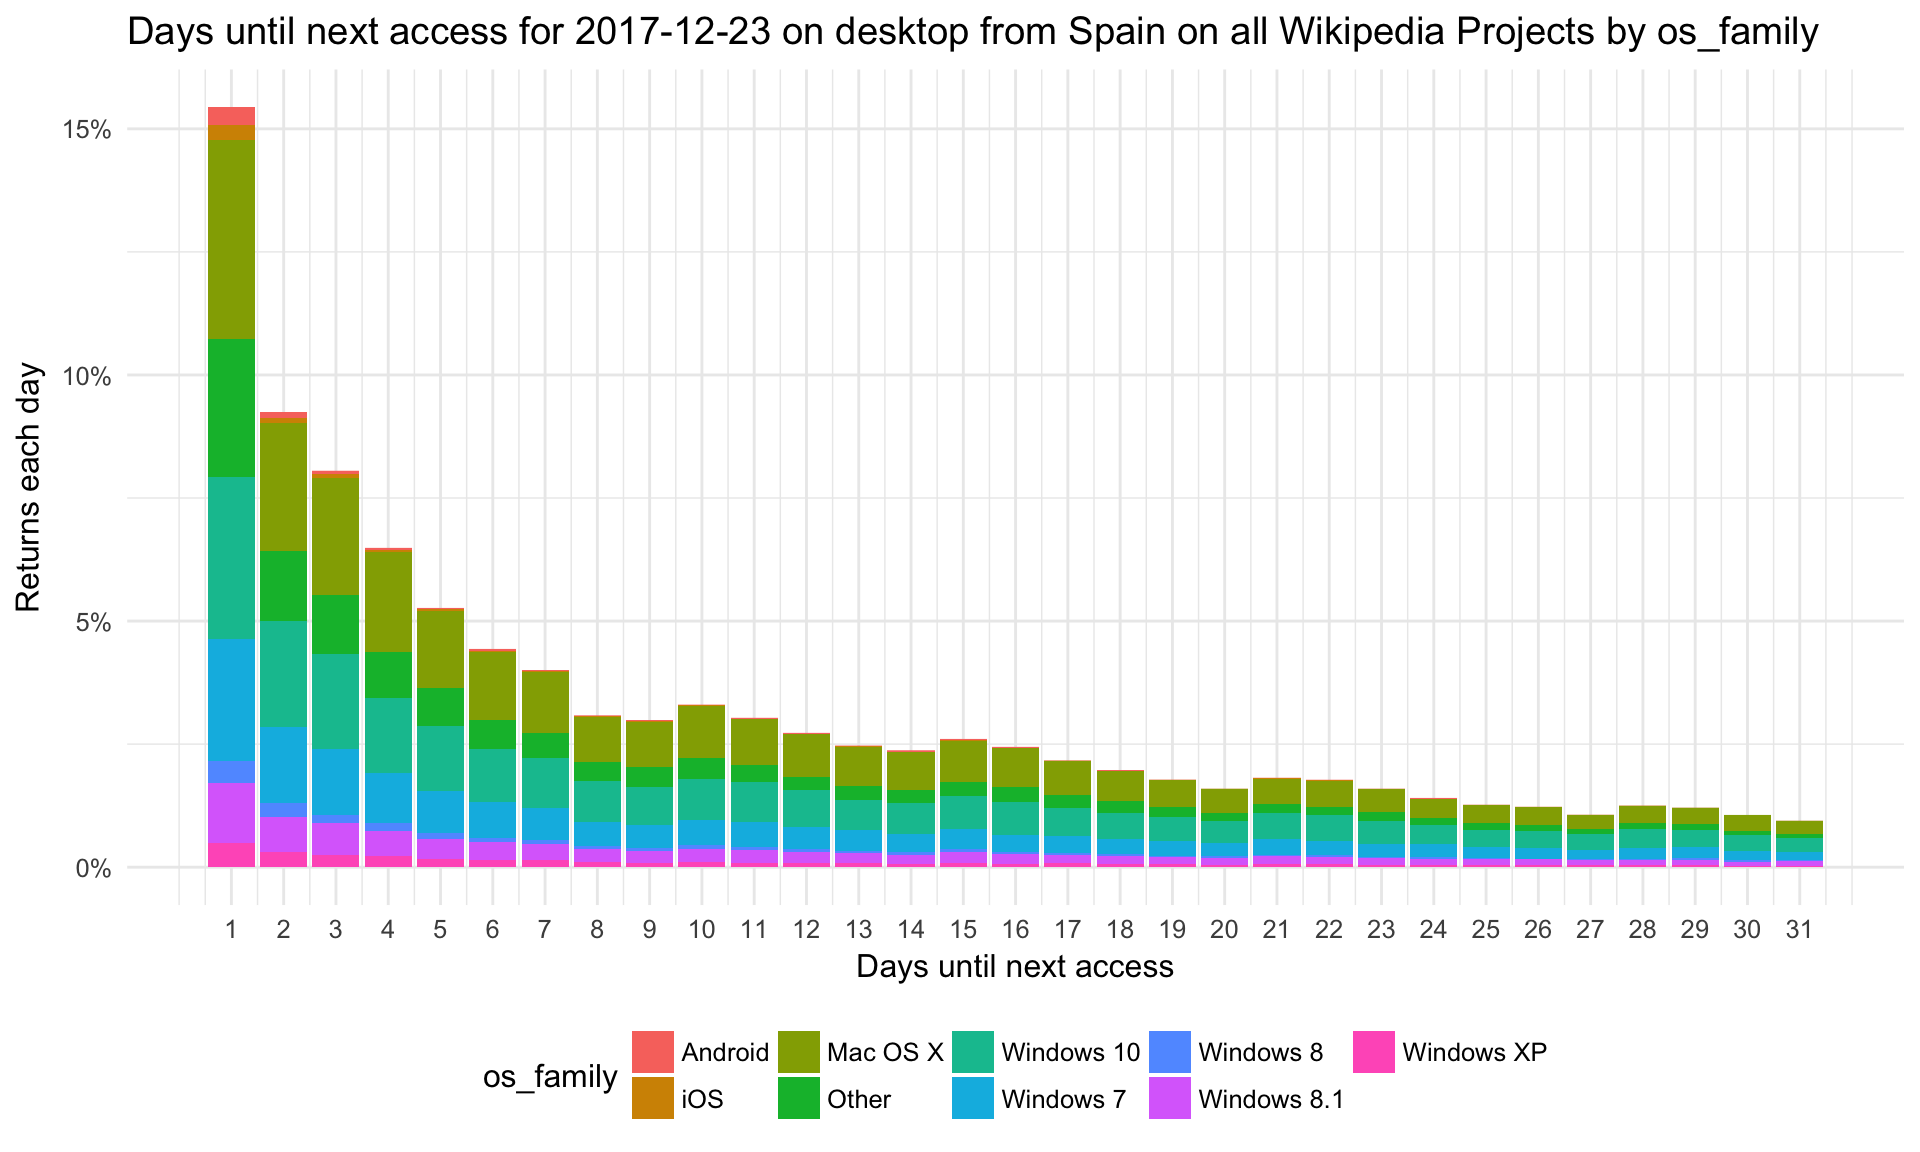 Days until next access for 2017-12-23 on desktop from Spain on all Wikipedia Projects by os_family
Returns each day
15%
10%
5%
0%
1 2 3 4 5 6 7 8 9 10 11 12 13 14 15 16 17 18 19 20 21 22 23 24 25 26 27 28 29 30 31
Days until next access
os_family
Android Mac OS X Windows 10 Windows 8 Windows XP
iOS Other Windows 7 Windows 8.1